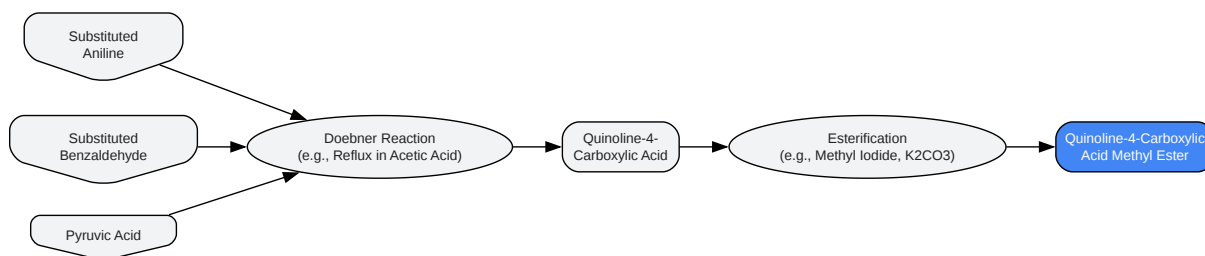 Substituted
Aniline
Substituted
Benzaldehyde
Pyruvic Acid
Doebner Reaction
(e.g., Reflux in Acetic Acid)
Quinoline-4-
Carboxylic Acid
Esterification
(e.g., Methyl Iodide, K2CO3)
Quinoline-4-Carboxylic
Acid Methyl Ester